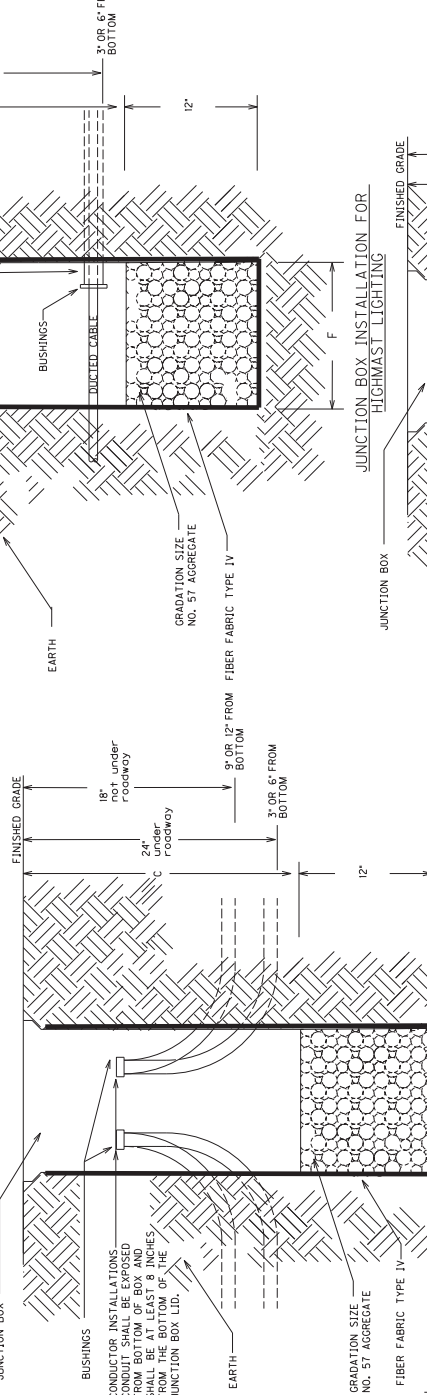 3" OR 6" F
BOTTOM
12"
BUSHINGS
DUCTED CABLE
GRADATION SIZE
NO. 57 AGGREGATE
FIBER FABRIC TYPE IV
EARTH
F
JUNCTION BOX INSTALLATION FOR
HIGHMAST LIGHTING
FINISHED GRADE
JUNCTION BOX
FINISHED GRADE
18"
not under
roadway
24"
under
roadway
C
9" OR 12" FROM
BOTTOM
3" OR 6" FROM
BOTTOM
12"
JUNCTION BOX
BUSHINGS
CONDUCTOR INSTALLATIONS
CONDUIT SHALL BE EXPOSED
FROM BOTTOM OF BOX AND
SHALL BE AT LEAST 8 INCHES
FROM THE BOTTOM OF THE
JUNCTION BOX LID.
EARTH
GRADATION SIZE
NO. 57 AGGREGATE
FIBER FABRIC TYPE IV